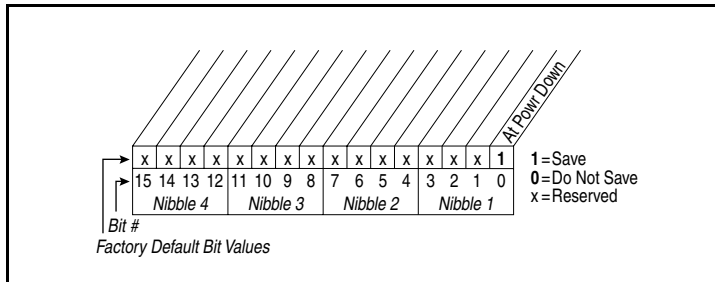 At Powr Down
x x x x x x x x x x x x x x x 1
15 14 13 12 11 10 9 8 7 6 5 4 3 2 1 0
Nibble 4 Nibble 3 Nibble 2 Nibble 1
1=Save
0=Do Not Save
x=Reserved
Bit #
Factory Default Bit Values